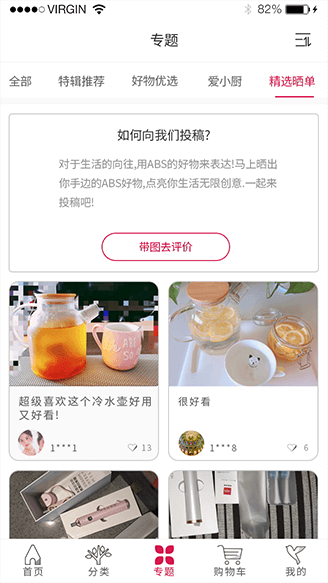 VIRGIN
82%
专题
全部 特辑推荐 好物优选 爱小厨 精选晒单
如何向我们投稿?
对于生活的向往,用ABS的好物来表达!马上晒出
你手边的ABS好物,点亮你生活无限创意.一起来
投稿吧!
带图去评价
超级喜欢这个冷水壶好用
又好看!
1***1 13
很好看
1***8 6
首页 分类 专题 购物车 我的